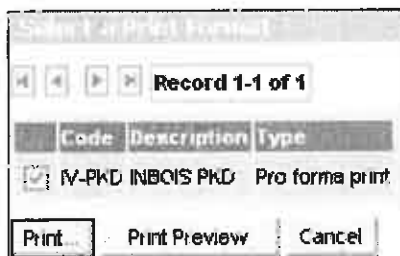 Select a Print Format
Record 1-1 of 1
Code Description Type
IV-PKD INBOIS PKD Pro forma print
Print... Print Preview Cancel